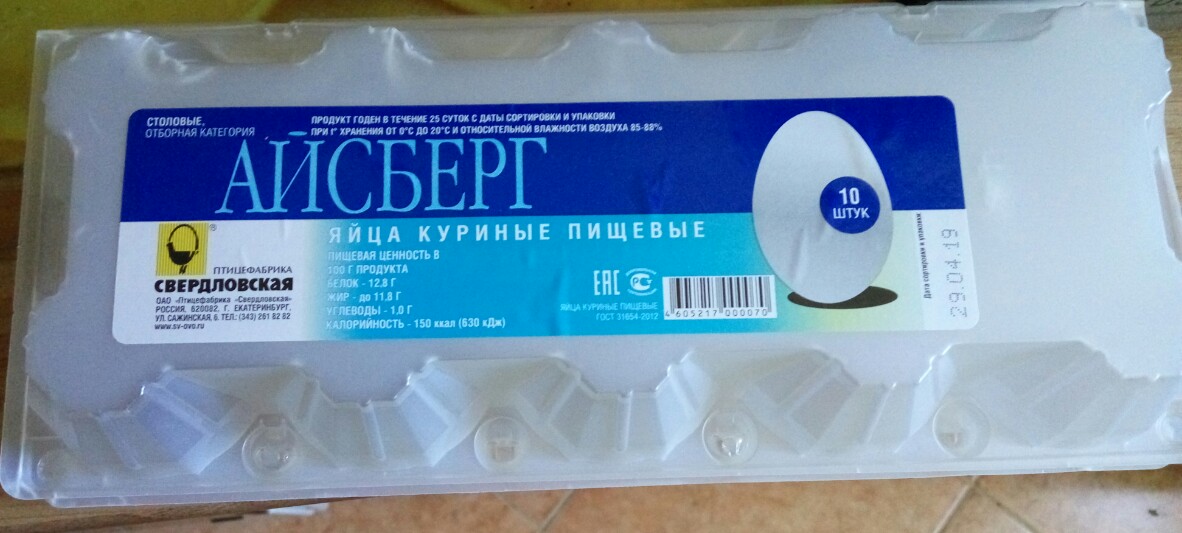 СТОЛОВЫЕ,
ОТБОРНАЯ КАТЕГОРИЯ
ПРОДУКТ ГОДЕН В ТЕЧЕНИЕ 25 СУТОК С ДАТЫ СОРТИРОВКИ И УПАКОВКИ
ПРИ t° ХРАНЕНИЯ ОТ 0°С ДО 20°С И ОТНОСИТЕЛЬНОЙ ВЛАЖНОСТИ ВОЗДУХА 85-88%
АЙСБЕРГ
10
ШТУК
ЯЙЦА КУРИНЫЕ ПИЩЕВЫЕ
ПИЩЕВАЯ ЦЕННОСТЬ В
100 Г ПРОДУКТА
БЕЛОК - 12,8 Г
ЖИР - до 11,8 Г
УГЛЕВОДЫ - 1,0 Г
КАЛОРИЙНОСТЬ - 150 ккал (630 кДж)
®
ПТИЦЕФАБРИКА
СВЕРДЛОВСКАЯ
ОАО «Птицефабрика «Свердловская»
РОССИЯ, 620082, Г. ЕКАТЕРИНБУРГ,
УЛ. САЖИНСКАЯ, 6. ТЕЛ.: (343) 261 82 82
www.sv-ovo.ru
ЕАС РС
ЯЙЦА КУРИНЫЕ ПИЩЕВЫЕ
ГОСТ 31654-2012
4 605217 000070
Дата сортировки и упаковки
29.04.19